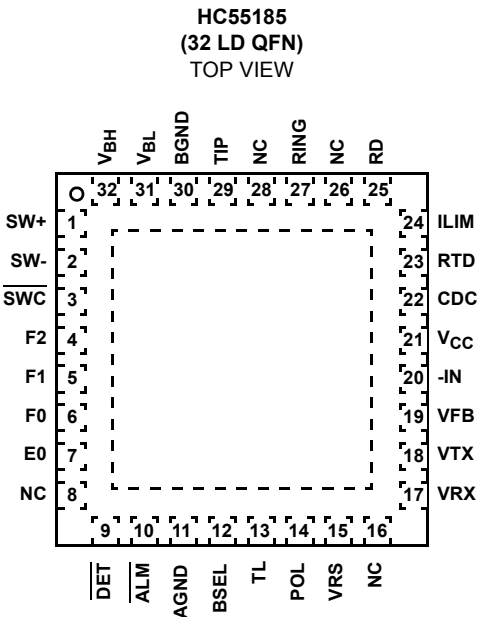 HC55185
(32 LD QFN)
TOP VIEW
VBH VBL BGND TIP NC RING NC RD
32 31 30 29 28 27 26 25
SW+ 1 24 ILIM
SW- 2 23 RTD
SWC 3 22 CDC
F2 4 21 VCC
F1 5 20 -IN
F0 6 19 VFB
E0 7 18 VTX
NC 8 17 VRX
9 10 11 12 13 14 15 16
DET ALM AGND BSEL TL POL VRS NC